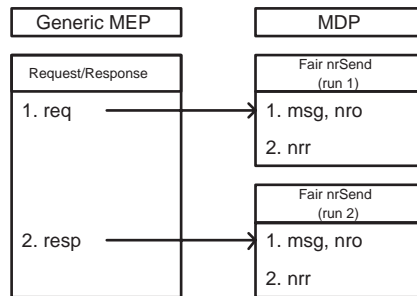 Generic MEP
MDP
Request/Response
1. req
2. resp
Fair nrSend
(run 1)
1. msg, nro
2. nrr
Fair nrSend
(run 2)
1. msg, nro
2. nrr